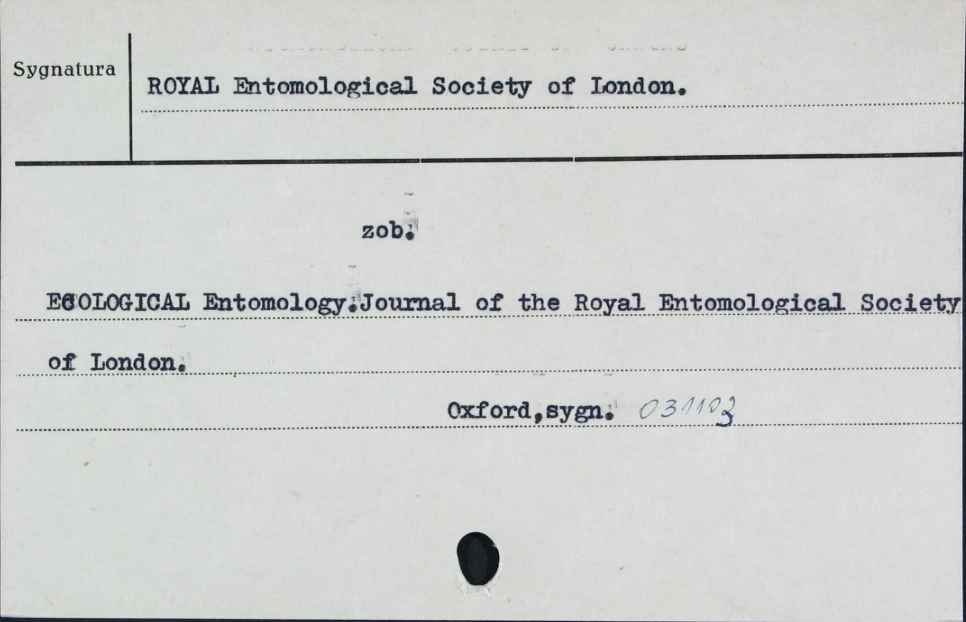 Sygnatura
ROYAL Entomological Society of London.
zob.
ECOLOGICAL Entomology.Journal of the Royal Entomological Society
of London.
Oxford,sygn. 031103